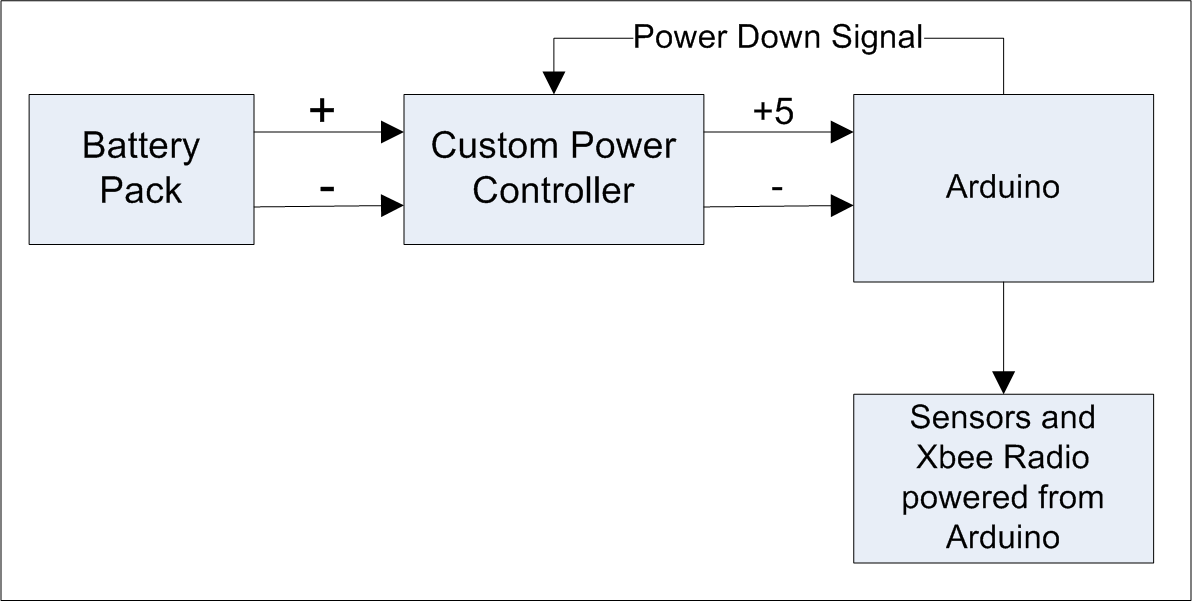 Power Down Signal
Battery
Pack
+
-
Custom Power
Controller
+5
-
Arduino
Sensors and
Xbee Radio
powered from
Arduino